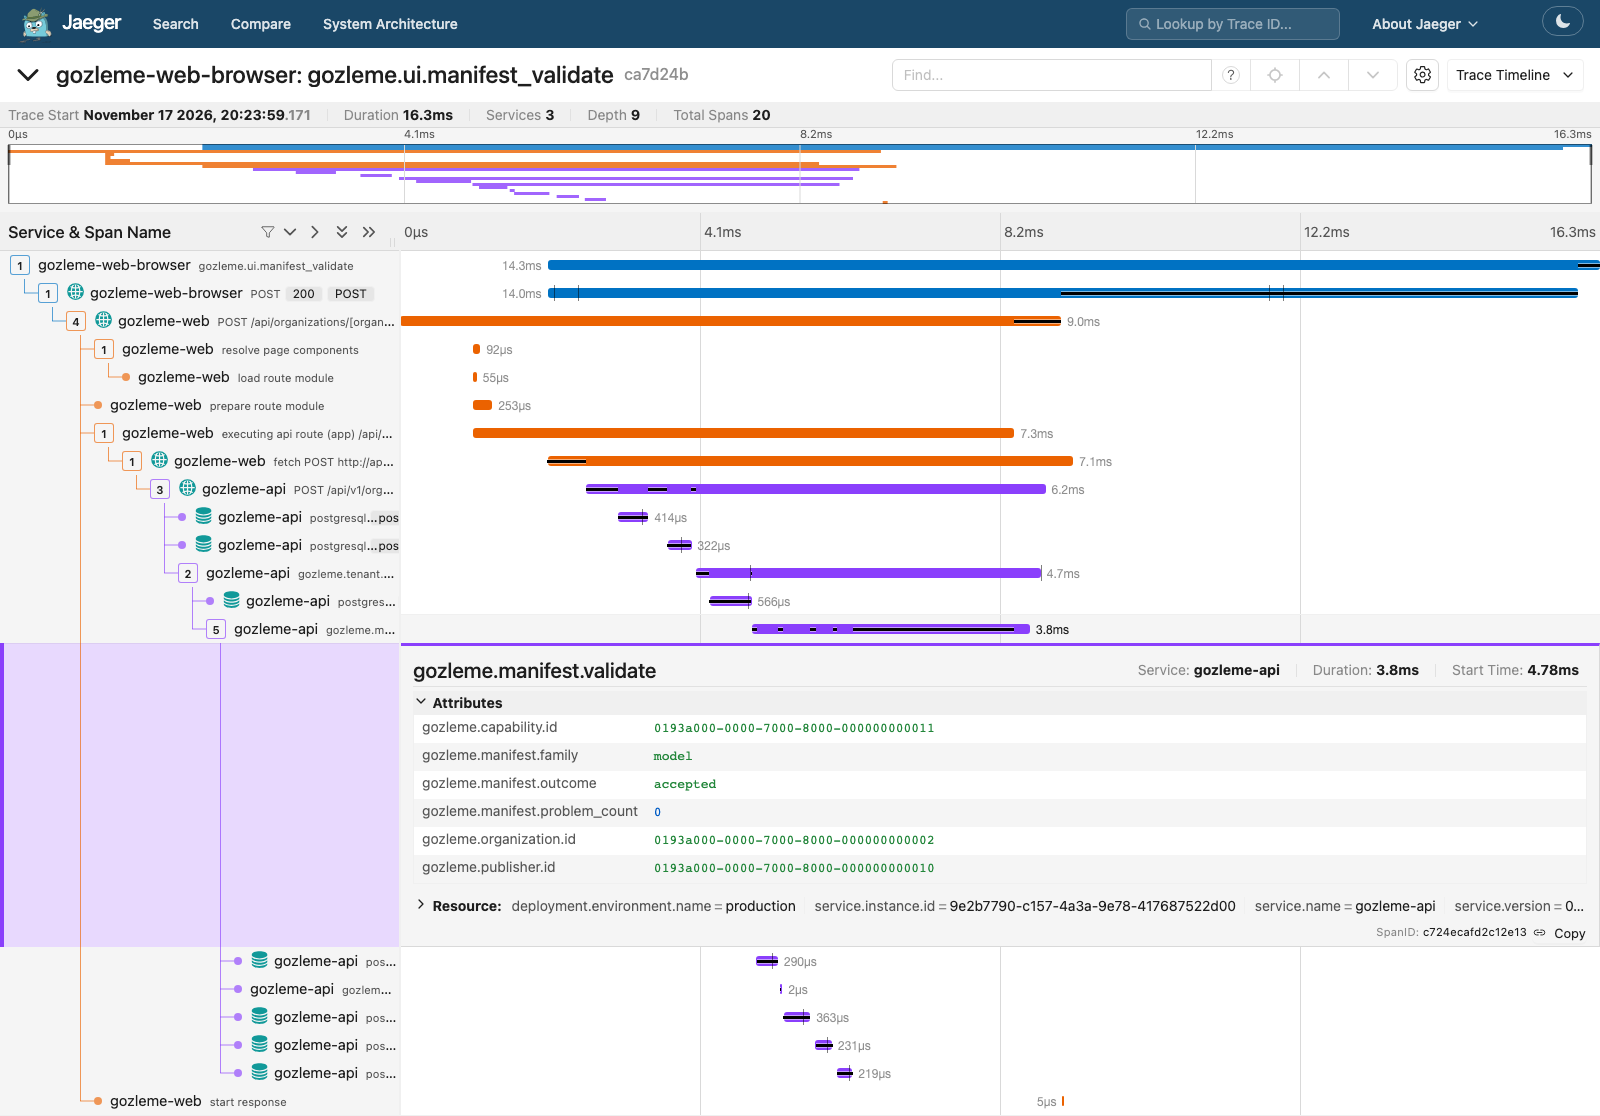 Jaeger Search Compare System Architecture Lookup by Trace ID... About Jaeger
gozleme-web-browser: gozleme.ui.manifest_validate ca7d24b Find... ? Trace Timeline
Trace Start November 17 2026, 20:23:59.171 Duration 16.3ms Services 3 Depth 9 Total Spans 20
0µs 4.1ms 8.2ms 12.2ms 16.3ms
Service & Span Name 0µs 4.1ms 8.2ms 12.2ms 16.3ms
1 gozleme-web-browser gozleme.ui.manifest_validate 14.3ms
1 gozleme-web-browser POST 200 POST 14.0ms
4 gozleme-web POST /api/organizations/[organ... 9.0ms
1 gozleme-web resolve page components 92µs
gozleme-web load route module 55µs
gozleme-web prepare route module 253µs
1 gozleme-web executing api route (app) /api/... 7.3ms
1 gozleme-web fetch POST http://ap... 7.1ms
3 gozleme-api POST /api/v1/org... 6.2ms
gozleme-api postgresql...pos 414µs
gozleme-api postgresql...pos 322µs
2 gozleme-api gozleme.tenant.... 4.7ms
gozleme-api postgres... 566µs
5 gozleme-api gozleme.m... 3.8ms
gozleme.manifest.validate Service: gozleme-api Duration: 3.8ms Start Time: 4.78ms
Attributes
gozleme.capability.id 0193a000-0000-7000-8000-000000000011
gozleme.manifest.family model
gozleme.manifest.outcome accepted
gozleme.manifest.problem_count 0
gozleme.organization.id 0193a000-0000-7000-8000-000000000002
gozleme.publisher.id 0193a000-0000-7000-8000-000000000010
Resource: deployment.environment.name = production service.instance.id = 9e2b7790-c157-4a3a-9e78-417687522d00 service.name = gozleme-api service.version = 0...
SpanID: c724ecafd2c12e13 Copy
gozleme-api pos... 290µs
gozleme-api gozlem... 2µs
gozleme-api pos... 363µs
gozleme-api pos... 231µs
gozleme-api pos... 219µs
gozleme-web start response 5µs